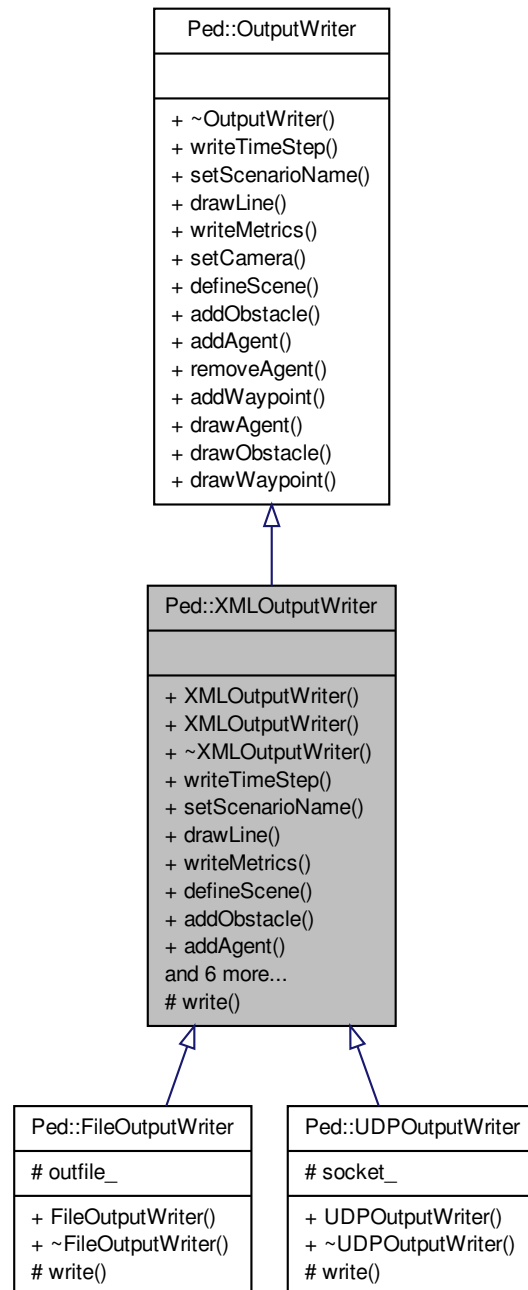 Ped::OutputWriter
+ ~OutputWriter()
+ writeTimeStep()
+ setScenarioName()
+ drawLine()
+ writeMetrics()
+ setCamera()
+ defineScene()
+ addObstacle()
+ addAgent()
+ removeAgent()
+ addWaypoint()
+ drawAgent()
+ drawObstacle()
+ drawWaypoint()
Ped::XMLOutputWriter
+ XMLOutputWriter()
+ XMLOutputWriter()
+ ~XMLOutputWriter()
+ writeTimeStep()
+ setScenarioName()
+ drawLine()
+ writeMetrics()
+ defineScene()
+ addObstacle()
+ addAgent()
and 6 more...
# write()
Ped::FileOutputWriter
# outfile_
+ FileOutputWriter()
+ ~FileOutputWriter()
# write()
Ped::UDPOutputWriter
# socket_
+ UDPOutputWriter()
+ ~UDPOutputWriter()
# write()